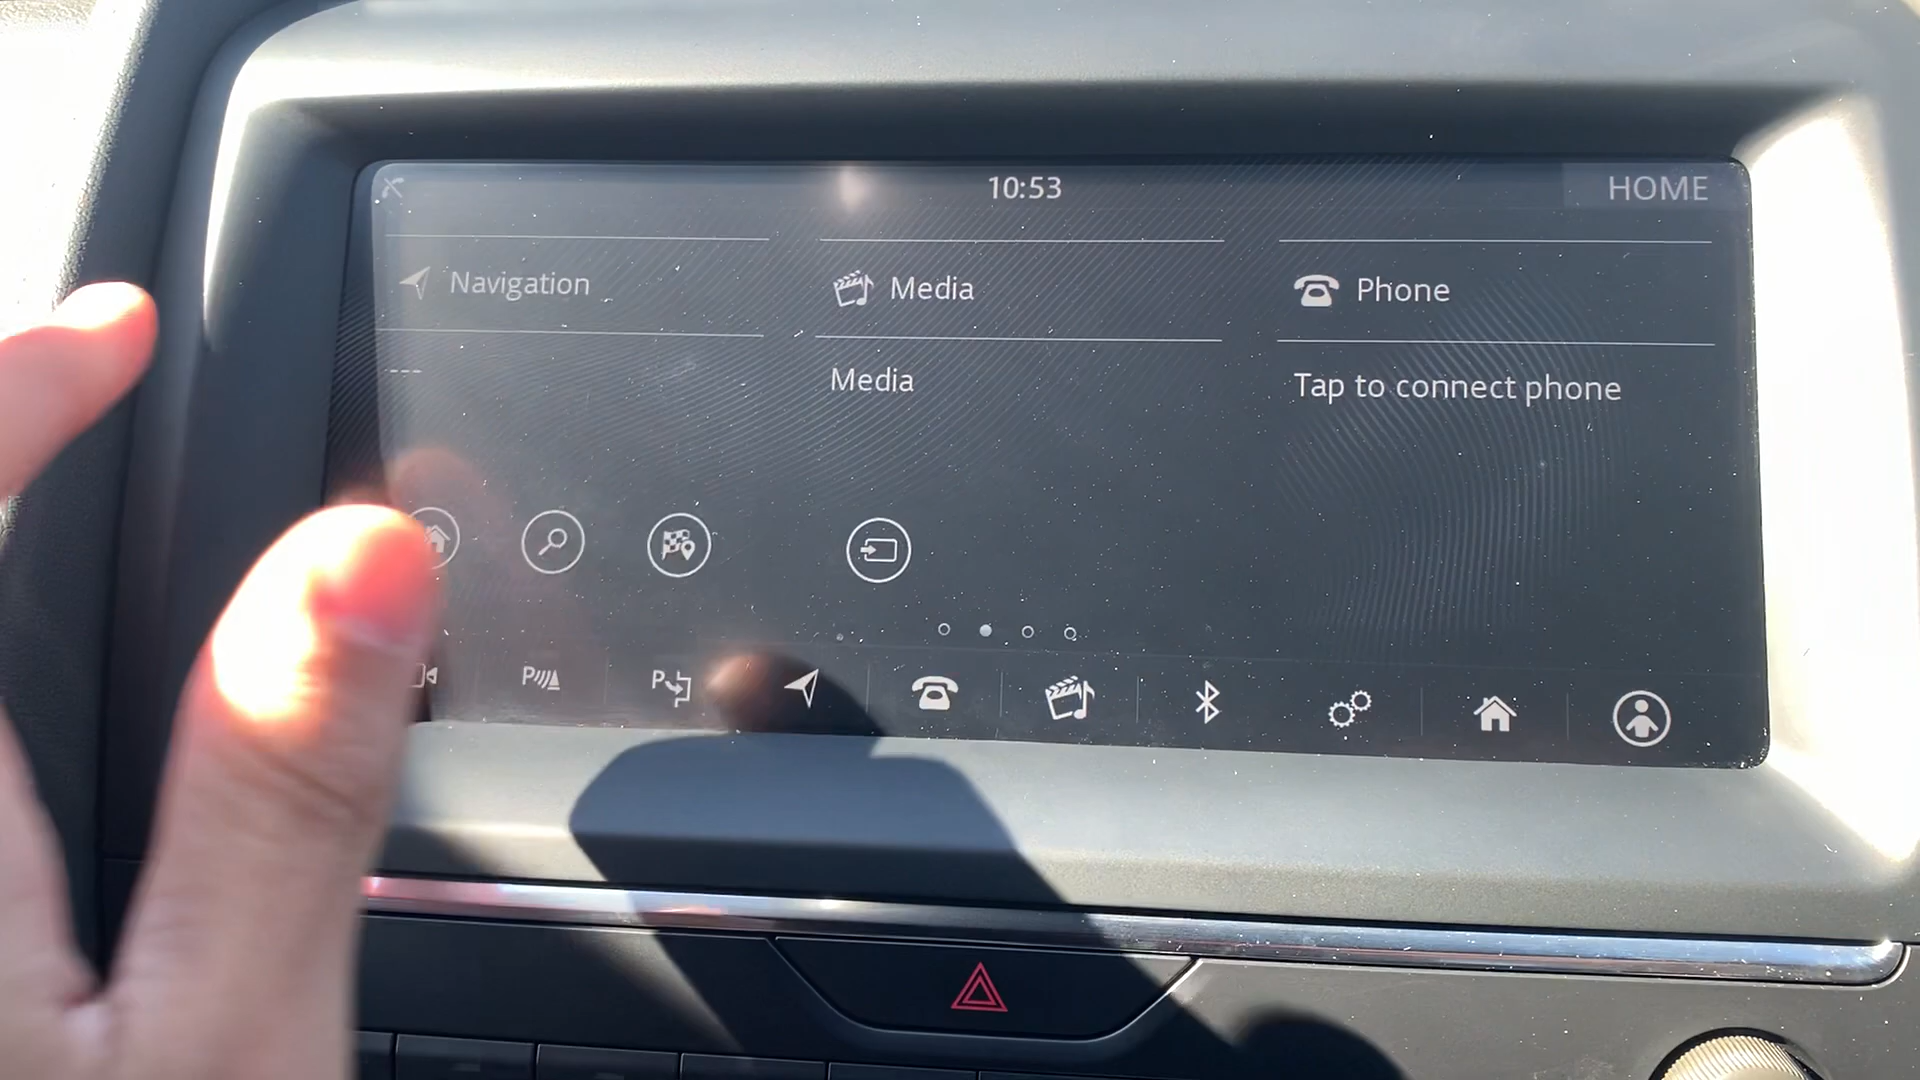 10:53
HOME
Navigation
Media
Phone
---
Media
Tap to connect phone
P
P